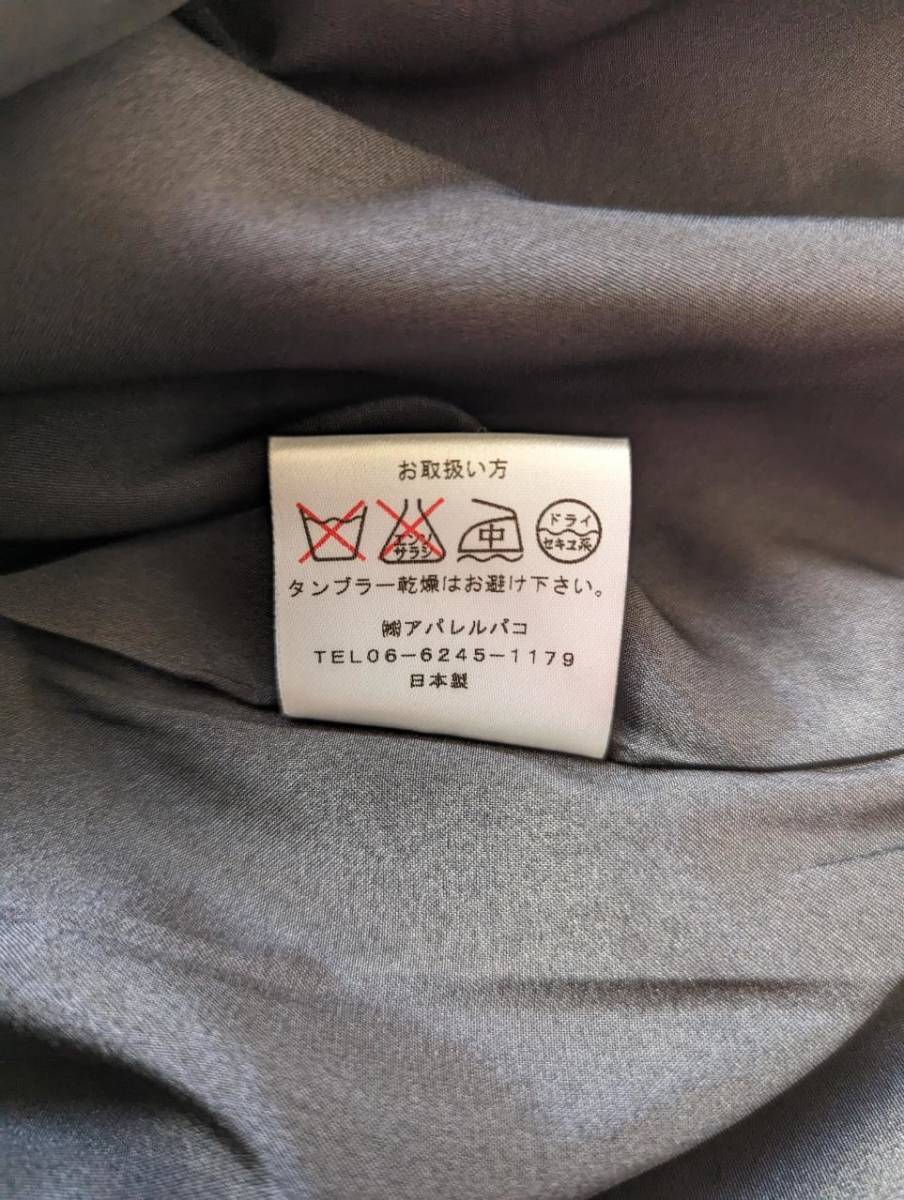 お取扱い方
エンソ サラシ 中 ドライ セキユ系
タンブラー乾燥はお避け下さい。
㈱アパレルパコ
TEL06-6245-1179
日本製